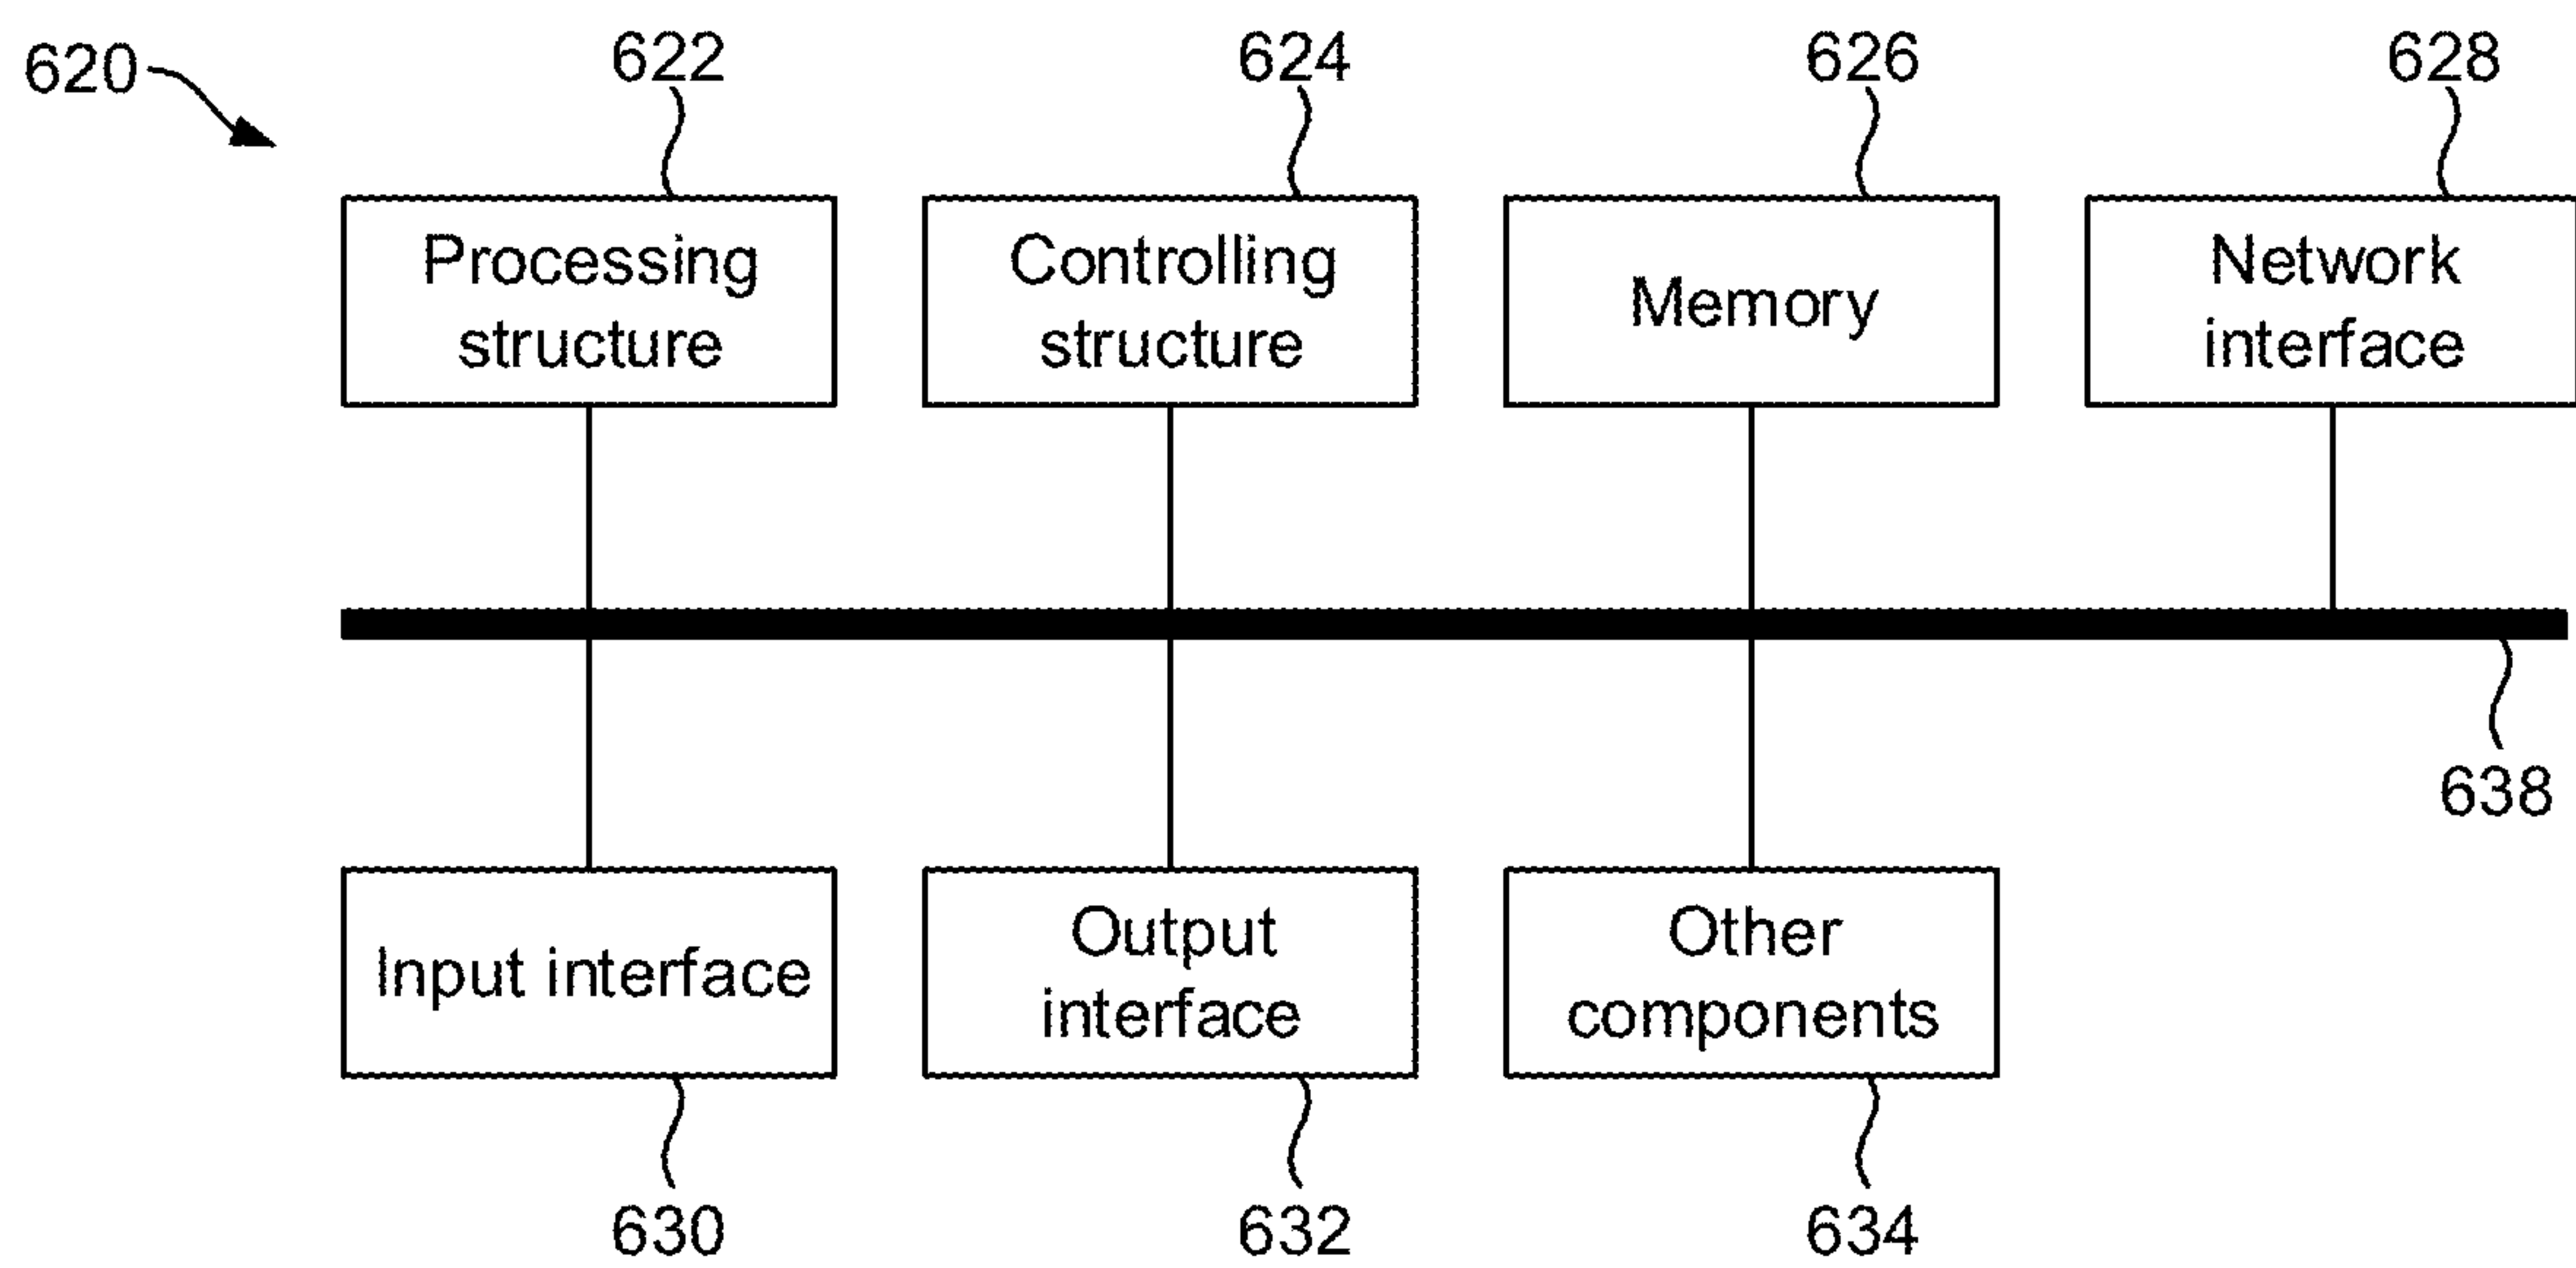 620
622
624
626
628
Processing
structure
Controlling
structure
Memory
Network
interface
638
Input interface
Output
interface
Other
components
630
632
634